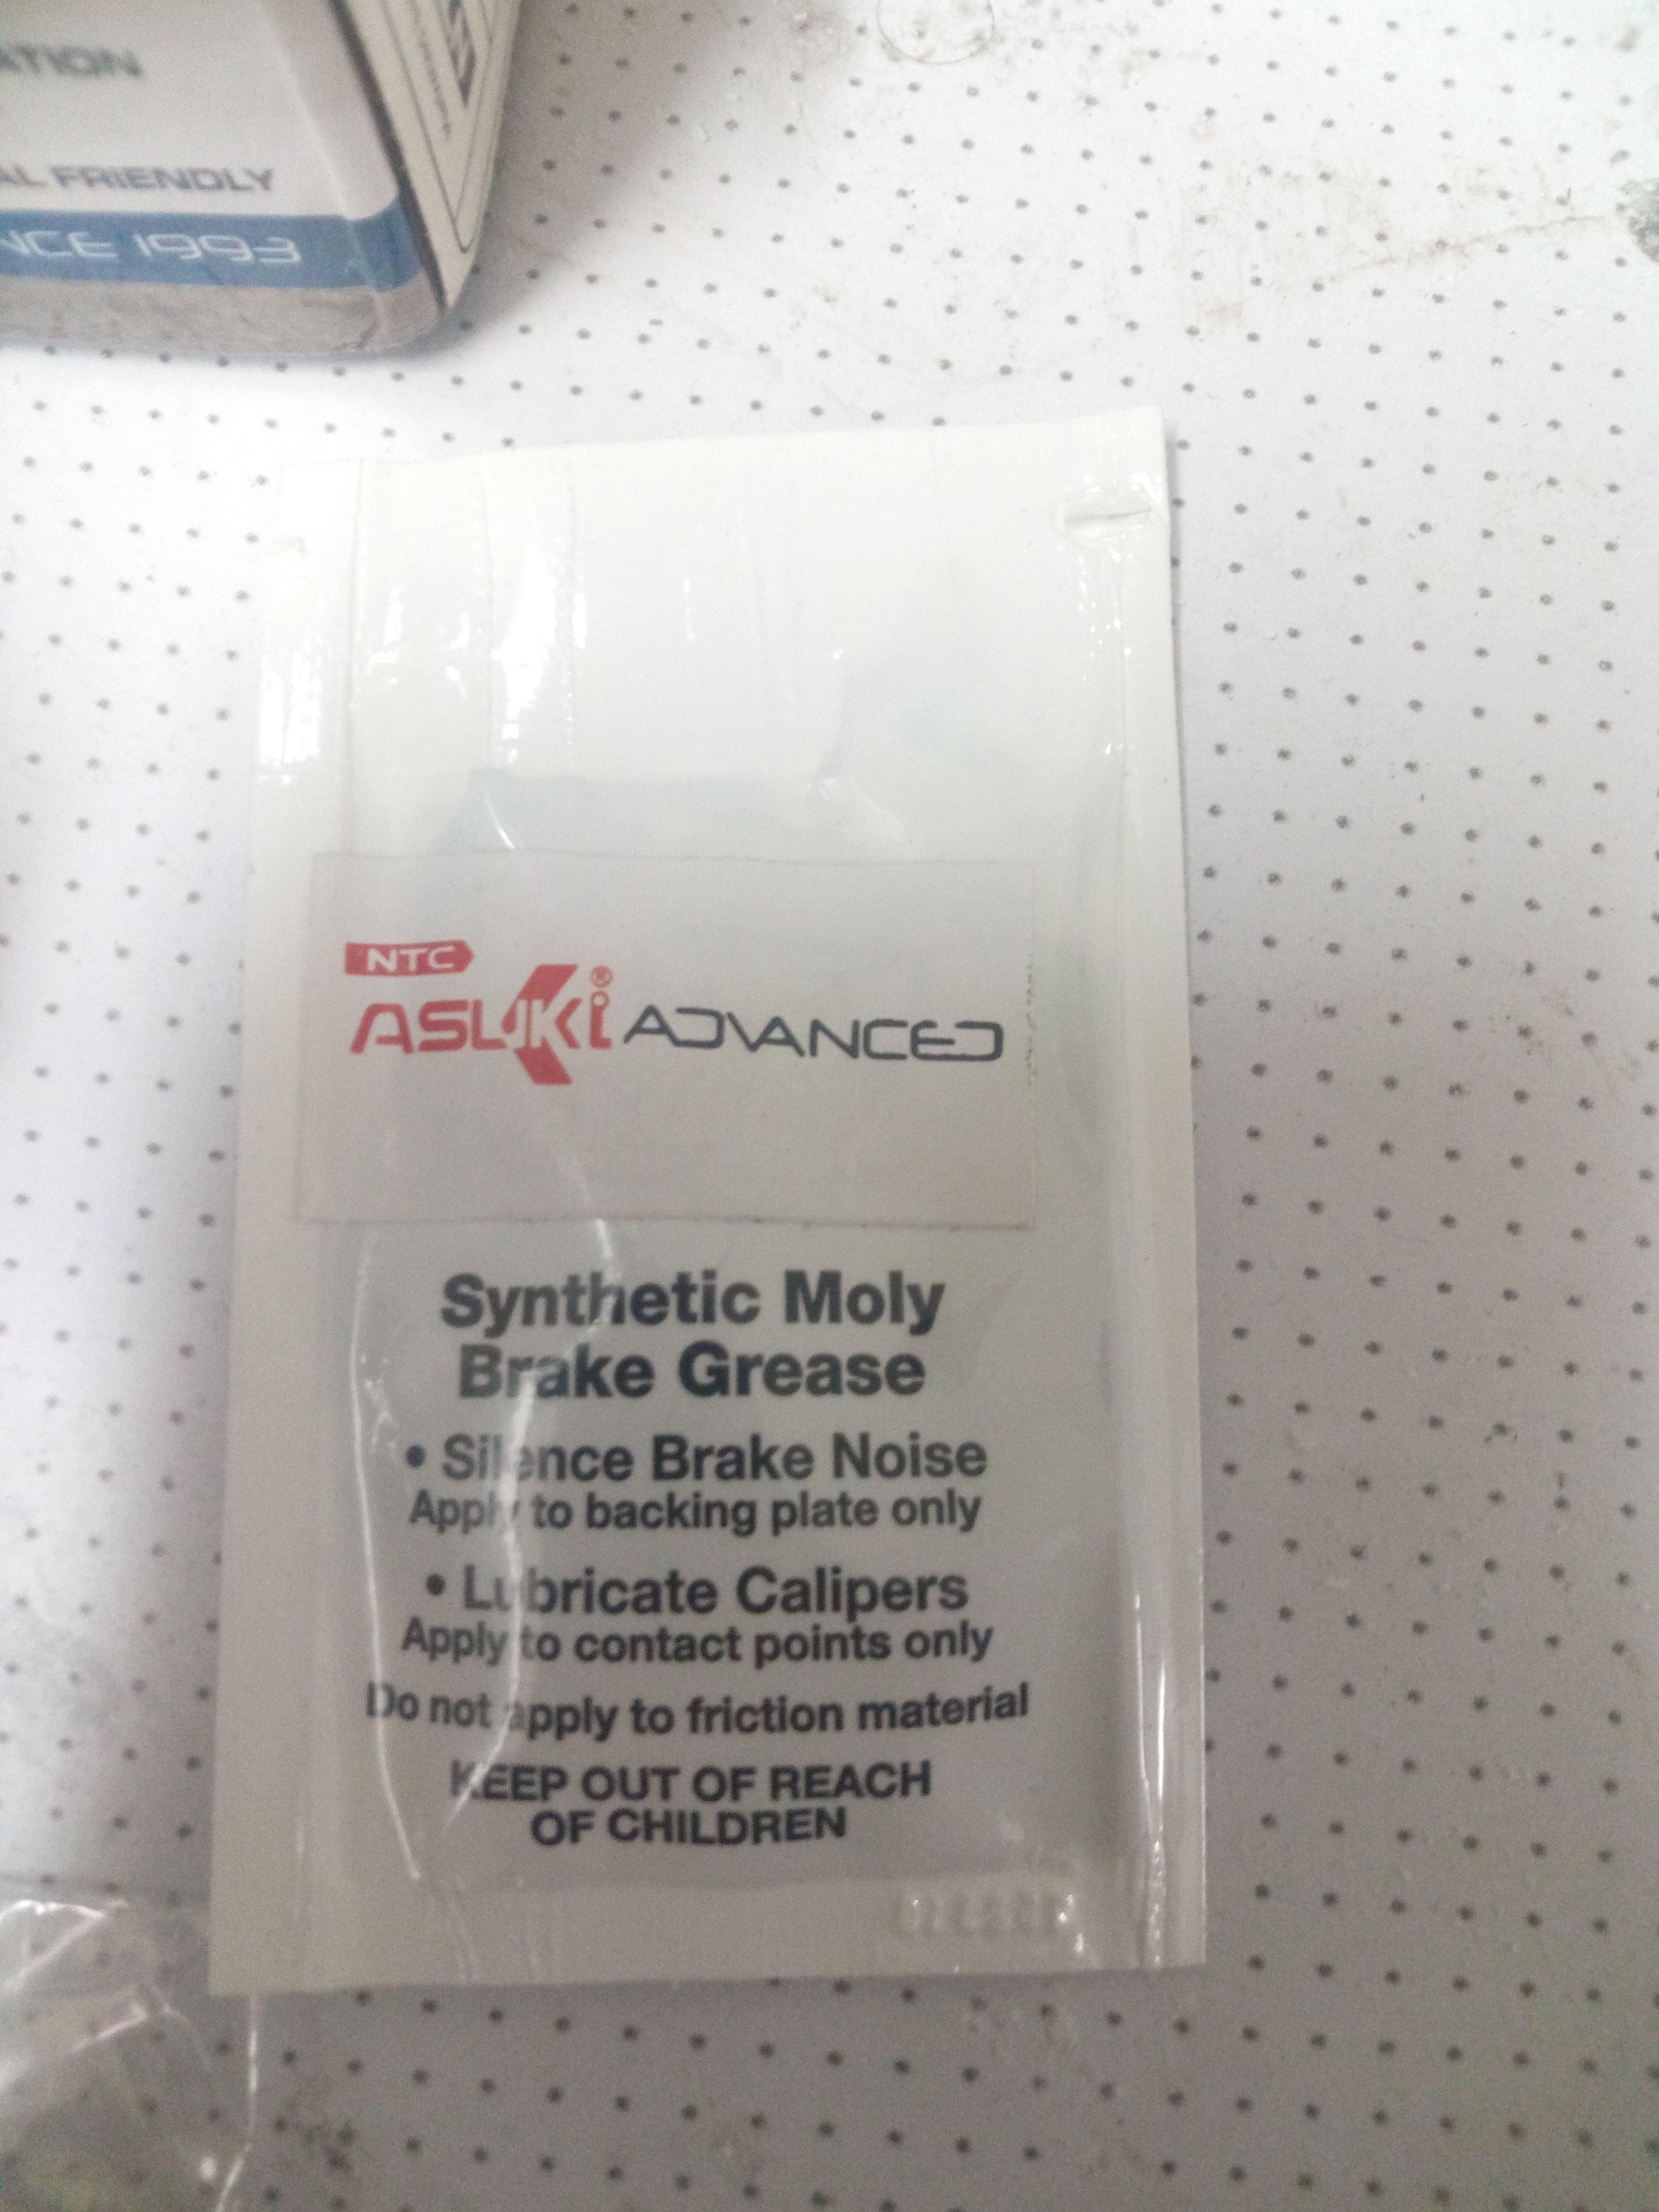 ATION
AL FRIENDLY
NCE 1993
NTC
ASUKi® ADVANCED
Synthetic Moly
Brake Grease
• Silence Brake Noise
Apply to backing plate only
• Lubricate Calipers
Apply to contact points only
Do not apply to friction material
KEEP OUT OF REACH
OF CHILDREN